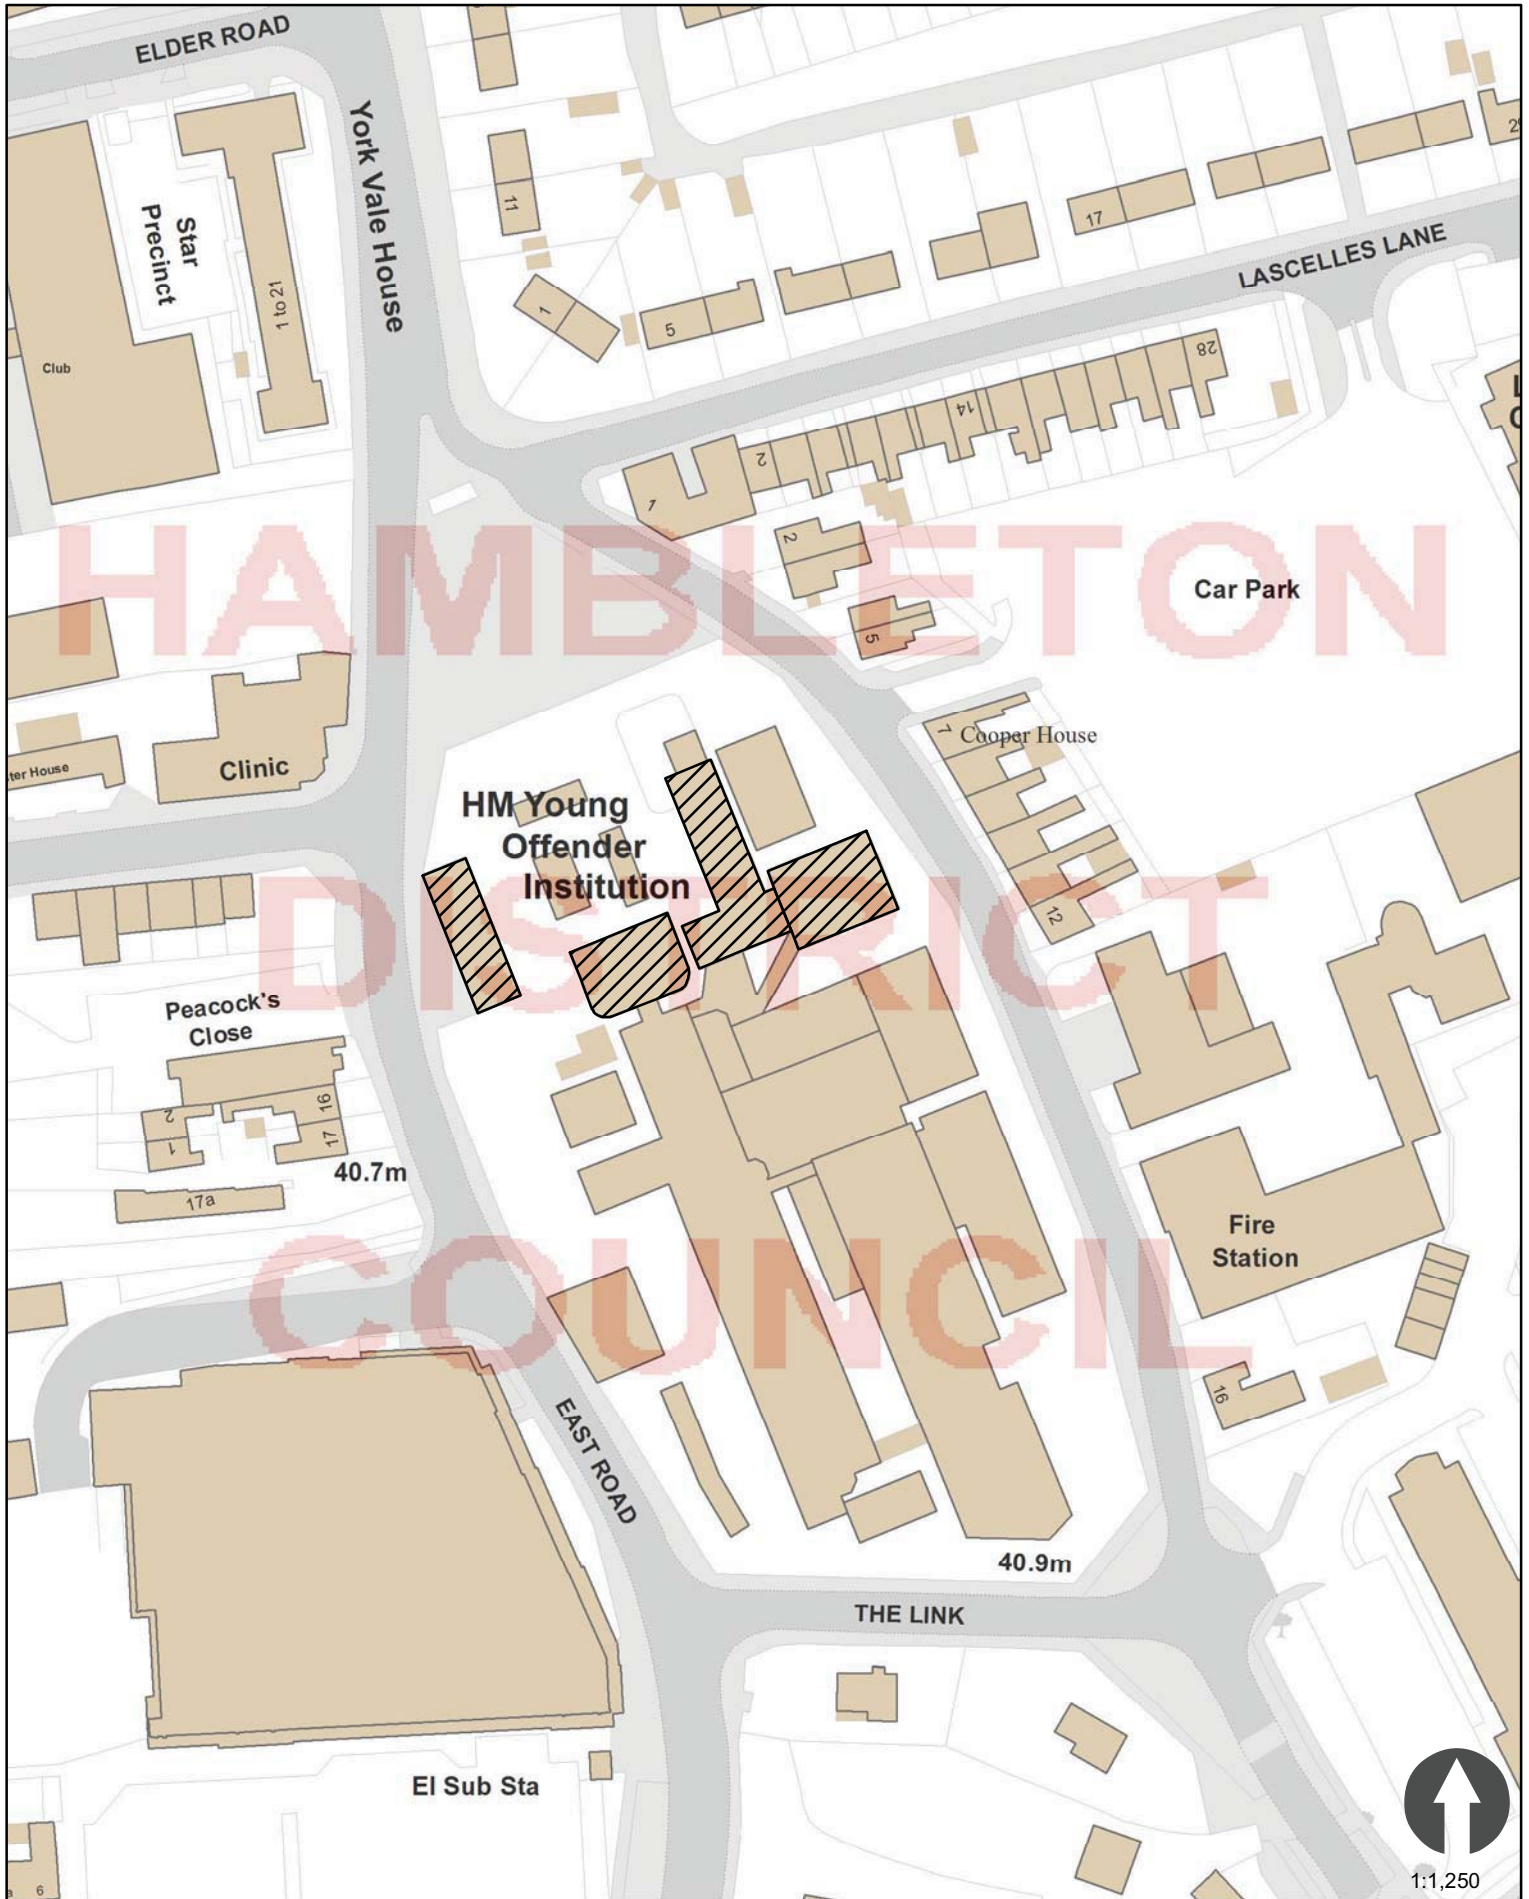 ELDER ROAD
York Vale House
Star
Precinct
1 to 21
Club
11
1
5
17
LASCELLES LANE
28
14
2
1
2
5
HAMBLETON
Car Park
7
Cooper House
ter House
Clinic
HM Young
Offender
Institution
12
DISTRICT
Peacock's
Close
2
1
16
17
40.7m
17a
Fire
Station
COUNCIL
16
EAST ROAD
40.9m
THE LINK
El Sub Sta
6
1:1,250